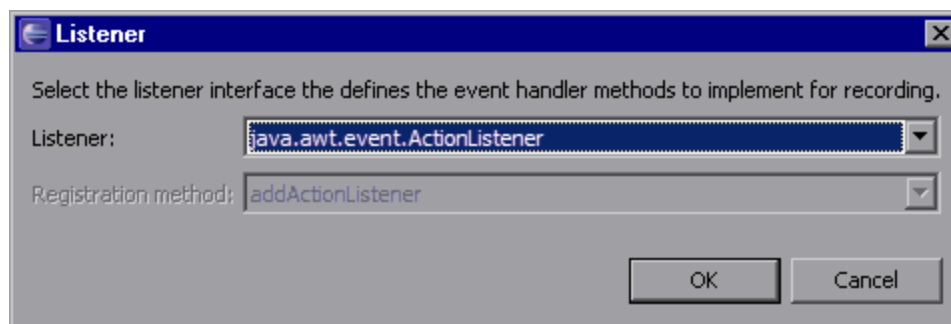 Listener
Select the listener interface the defines the event handler methods to implement for recording.
Listener: java.awt.event.ActionListener
Registration method: addActionListener
OK Cancel